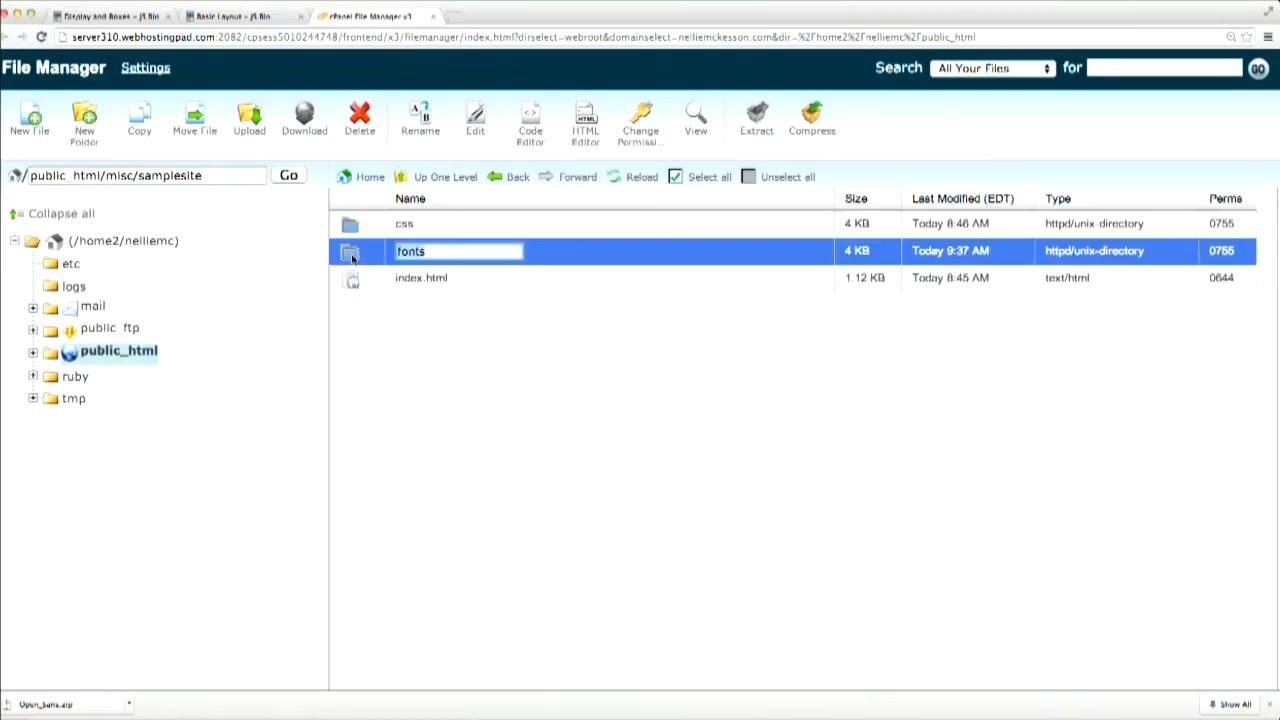 Display and Boxes - JS Bin
Basic Layout - JS Bin
cPanel File Manager v3
server310.webhostingpad.com:2082/cpsess5010244748/frontend/x3/filemanager/index.html?dirselect=webroot&domainselect=nelliemckesson.com&dir=%2Fhome2%2Fnelliemc%2Fpublic_html
File Manager Settings Search All Your Files for GO
New File
New Folder
Copy
Move File
Upload
Download
Delete
Rename
Edit
Code Editor
HTML Editor
Change Permissi...
View
Extract
Compress
/ public_html/misc/samplesite Go
Home Up One Level Back Forward Reload Select all Unselect all
Collapse all
(/home2/nelliemc)
etc
logs
mail
public_ftp
public_html
ruby
tmp
Name Size Last Modified (EDT) Type Perms
css 4 KB Today 8:46 AM httpd/unix-directory 0755
fonts 4 KB Today 9:37 AM httpd/unix-directory 0755
index.html 1.12 KB Today 8:45 AM text/html 0644
Open_Sans.zip
Show All